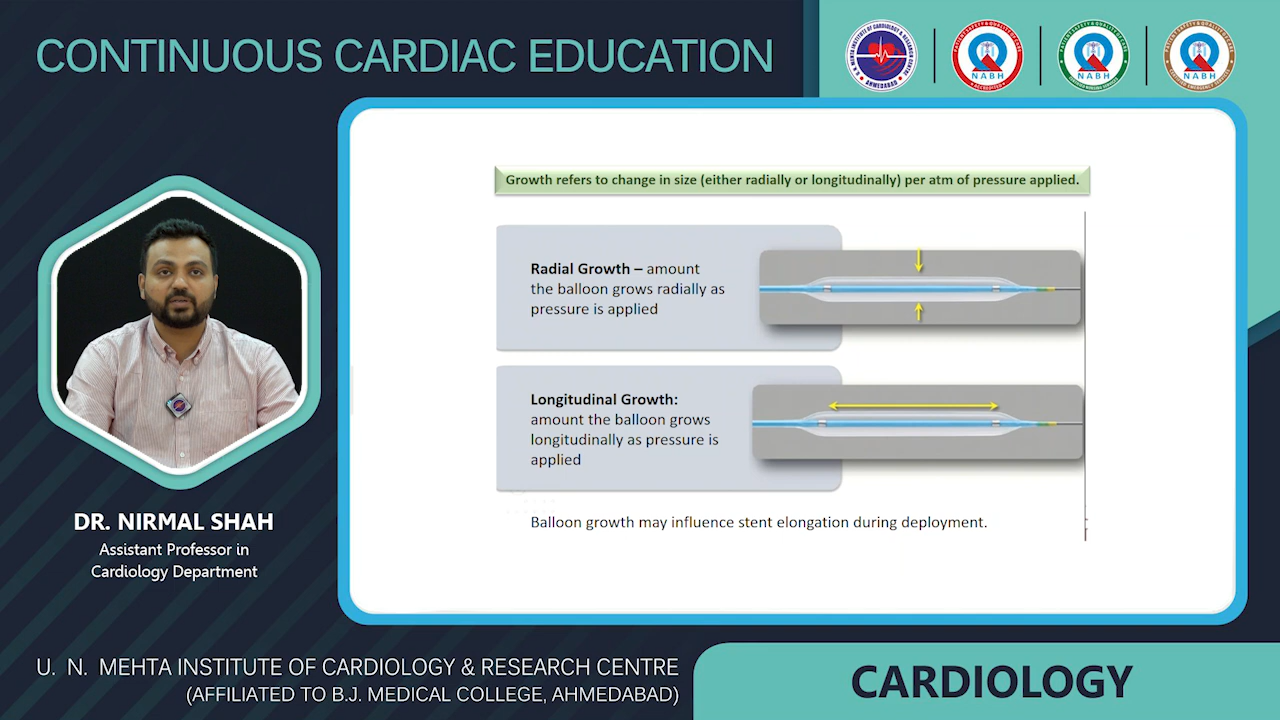 CONTINUOUS CARDIAC EDUCATION
NABH
NABH
NABH
Growth refers to change in size (either radially or longitudinally) per atm of pressure applied.
Radial Growth – amount
the balloon grows radially as
pressure is applied
Longitudinal Growth:
amount the balloon grows
longitudinally as pressure is
applied
Balloon growth may influence stent elongation during deployment.
DR. NIRMAL SHAH
Assistant Professor in
Cardiology Department
U. N. MEHTA INSTITUTE OF CARDIOLOGY & RESEARCH CENTRE
(AFFILIATED TO B.J. MEDICAL COLLEGE, AHMEDABAD)
CARDIOLOGY